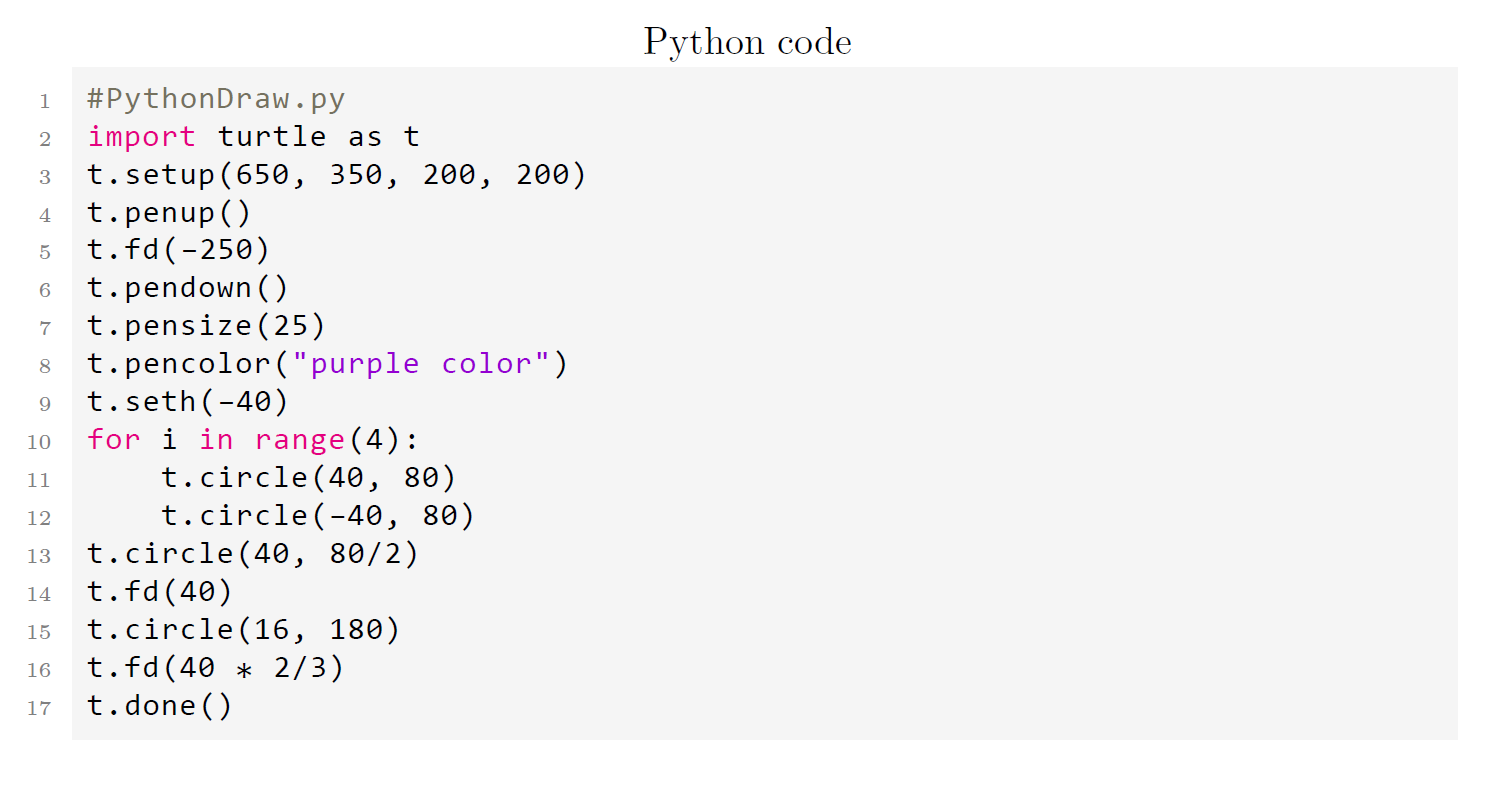 Python code
1 #PythonDraw.py
2 import turtle as t
3 t.setup(650, 350, 200, 200)
4 t.penup()
5 t.fd(-250)
6 t.pendown()
7 t.pensize(25)
8 t.pencolor("purple color")
9 t.seth(-40)
10 for i in range(4):
11     t.circle(40, 80)
12     t.circle(-40, 80)
13 t.circle(40, 80/2)
14 t.fd(40)
15 t.circle(16, 180)
16 t.fd(40 * 2/3)
17 t.done()